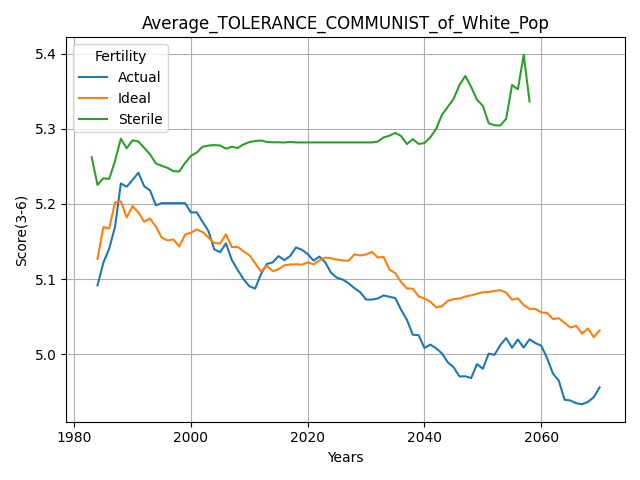 Average_TOLERANCE_COMMUNIST_of_White_Pop
Fertility
Actual
Ideal
Sterile
5.4
5.3
5.2
5.1
5.0
Score(3-6)
1980
2000
2020
2040
2060
Years